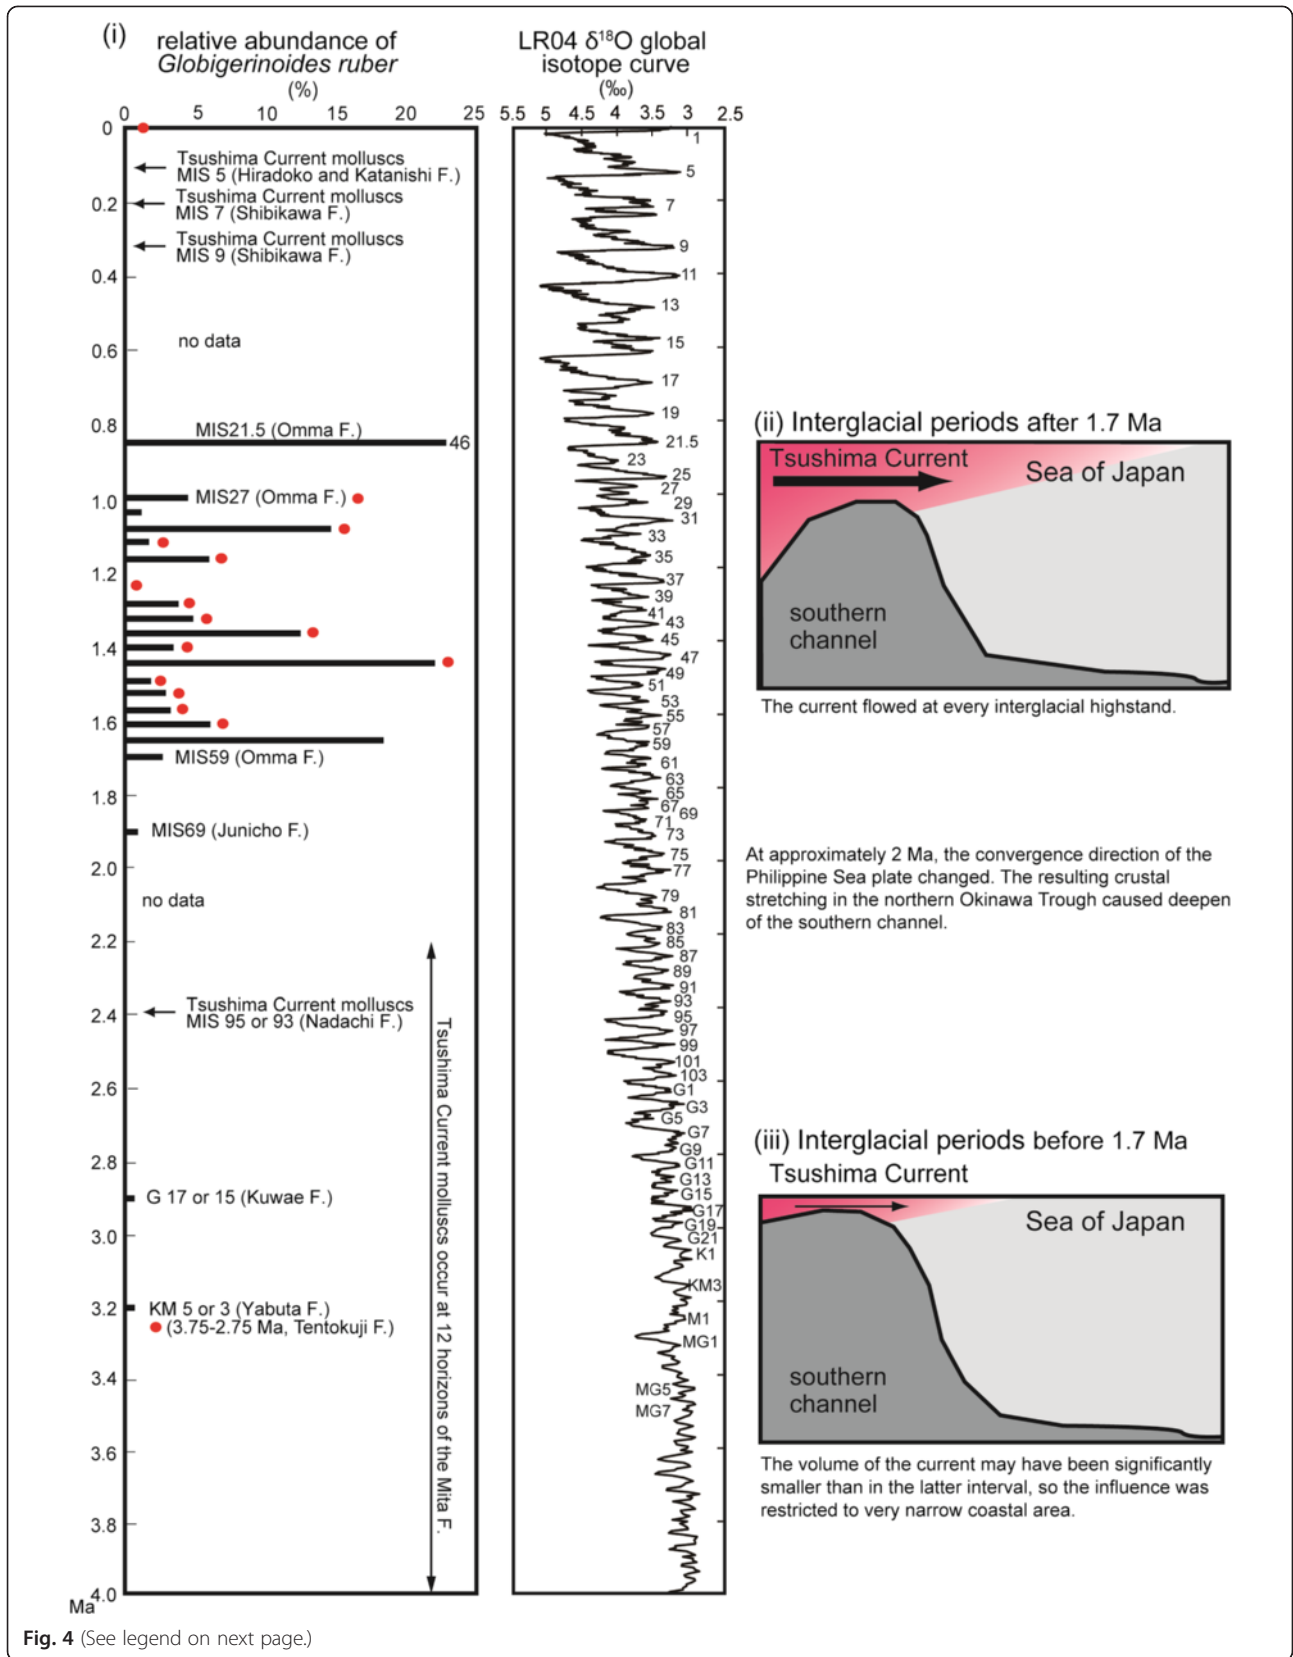 (i)
relative abundance of
Globigerinoides ruber
(%)
0 5 10 15 20 25
LR04 δ18O global
isotope curve
(‰)
5.5 5 4.5 4 3.5 3 2.5
0
0.2
0.4
0.6
0.8
1.0
1.2
1.4
1.6
1.8
2.0
2.2
2.4
2.6
2.8
3.0
3.2
3.4
3.6
3.8
4.0
Ma
Tsushima Current molluscs
MIS 5 (Hiradoko and Katanishi F.)
Tsushima Current molluscs
MIS 7 (Shibikawa F.)
Tsushima Current molluscs
MIS 9 (Shibikawa F.)
no data
MIS21.5 (Omma F.)
46
MIS27 (Omma F.)
MIS59 (Omma F.)
MIS69 (Junicho F.)
no data
Tsushima Current molluscs
MIS 95 or 93 (Nadachi F.)
G 17 or 15 (Kuwae F.)
KM 5 or 3 (Yabuta F.)
(3.75-2.75 Ma, Tentokuji F.)
Tsushima Current molluscs occur at 12 horizons of the Mita F.
1
5
7
9
11
13
15
17
19
21.5
23
25
27
29
31
33
35
37
39
41
43
45
47
49
51
53
55
57
59
61
63
65
67
69
71
73
75
77
79
81
83
85
87
89
91
93
95
97
99
101
103
G1
G3
G5
G7
G9
G11
G13
G15
G17
G19
G21
K1
KM3
M1
MG1
MG5
MG7
(ii) Interglacial periods after 1.7 Ma
Tsushima Current
Sea of Japan
southern
channel
The current flowed at every interglacial highstand.
At approximately 2 Ma, the convergence direction of the
Philippine Sea plate changed. The resulting crustal
stretching in the northern Okinawa Trough caused deepen
of the southern channel.
(iii) Interglacial periods before 1.7 Ma
Tsushima Current
Sea of Japan
southern
channel
The volume of the current may have been significantly
smaller than in the latter interval, so the influence was
restricted to very narrow coastal area.
Fig. 4 (See legend on next page.)